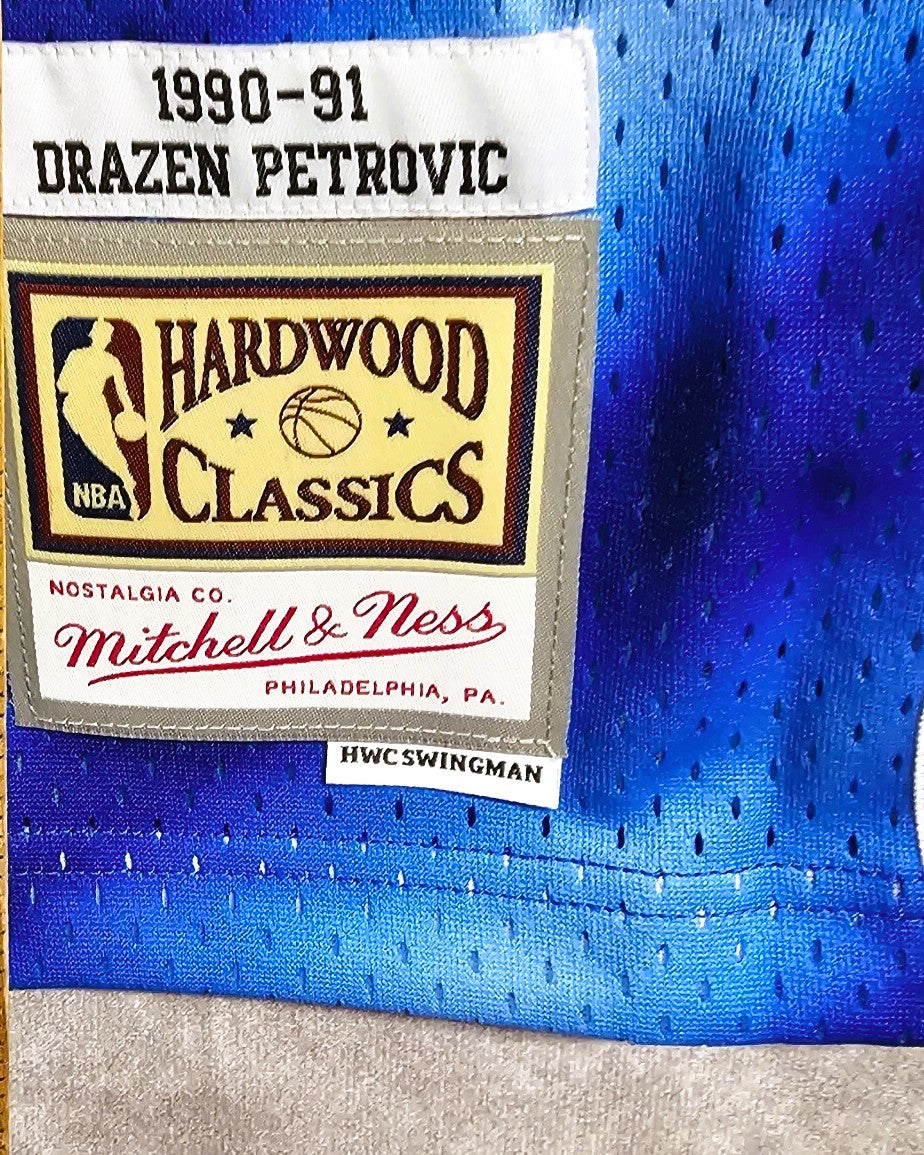 1990-91
DRAZEN PETROVIC
HARDWOOD
CLASSICS
NBA
NOSTALGIA CO.
Mitchell & Ness
PHILADELPHIA, PA.
HWC SWINGMAN